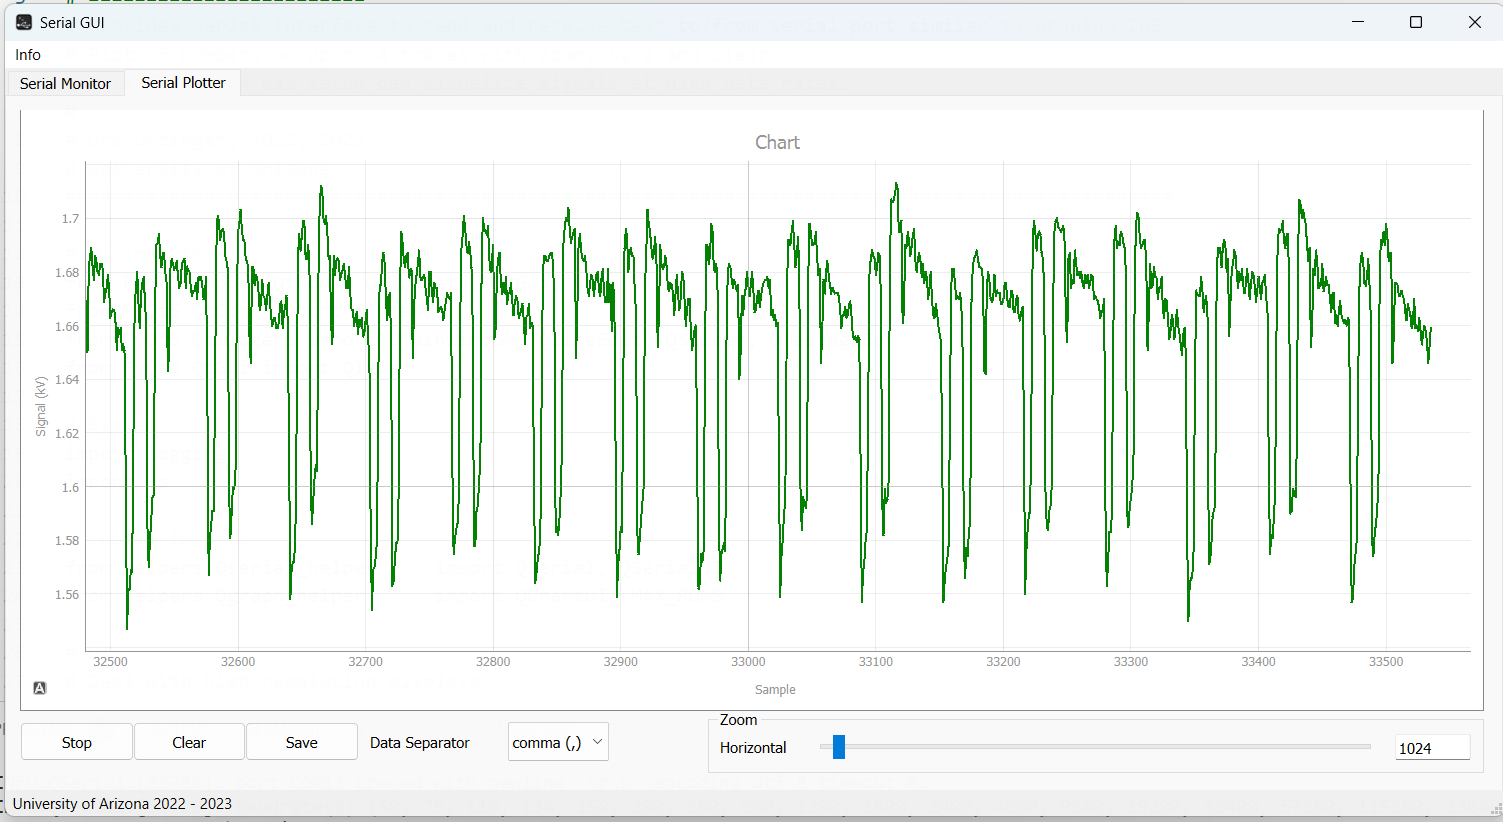 Serial GUI
Info
Serial Monitor
Serial Plotter
Chart
1.7
1.68
1.66
1.64
1.62
1.6
1.58
1.56
Signal (kV)
32500 32600 32700 32800 32900 33000 33100 33200 33300 33400 33500
A
Sample
Stop
Clear
Save
Data Separator
comma (,)
Zoom
Horizontal
1024
University of Arizona 2022 - 2023